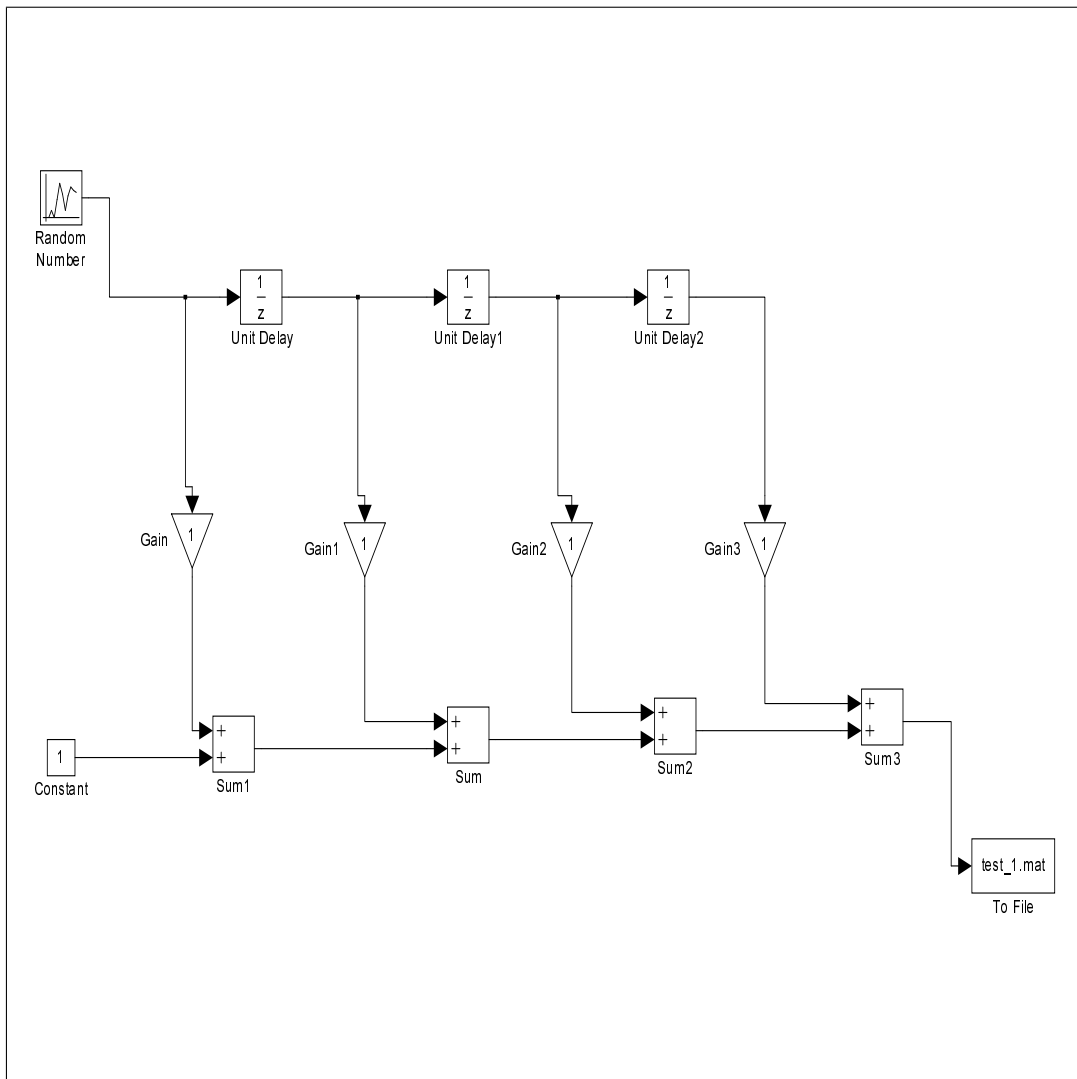 Random
Number
1
z
Unit Delay
1
z
Unit Delay1
1
z
Unit Delay2
Gain
1
Gain1
1
Gain2
1
Gain3
1
1
Constant
+
+
Sum1
+
+
Sum
+
+
Sum2
+
+
Sum3
test_1.mat
To File